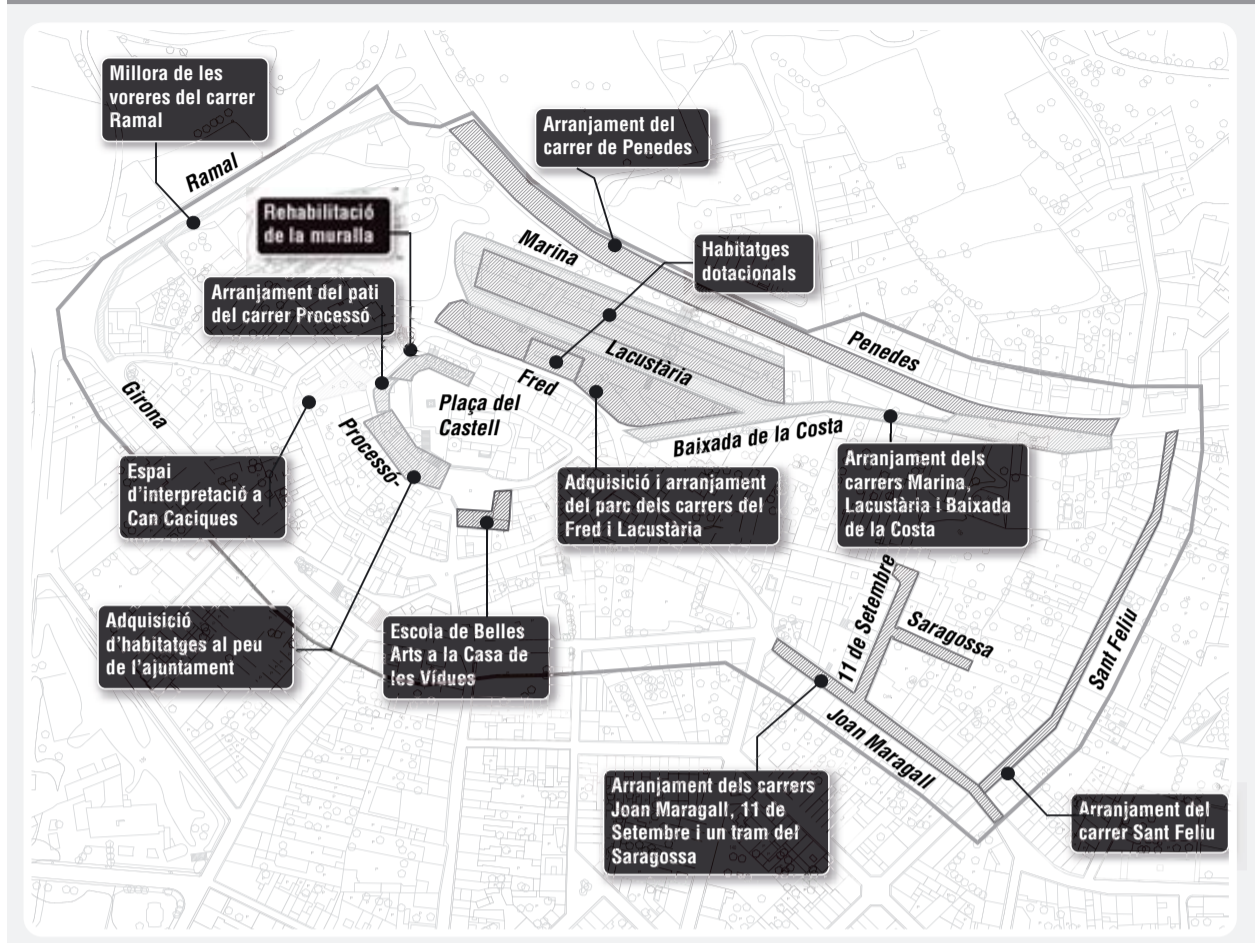 Millora de les
voreres del carrer
Ramal
Ramal
Arranjament del
carrer de Penedes
Rehabilitació
de la muralla
Marina
Habitatges
dotacionals
Arranjament del pati
del carrer Processó
Penedes
Lacustària
Fred
Girona
Plaça del
Castell
Processó-
Baixada de la Costa
Espai
d'interpretació a
Can Caciques
Adquisició i arranjament
del parc dels carrers del
Fred i Lacustària
Arranjament dels
carrers Marina,
Lacustària i Baixada
de la Costa
11 de Setembre
Saragossa
Sant Feliu
Adquisició
d'habitatges al peu
de l'ajuntament
Escola de Belles
Arts a la Casa de
les Vídues
Joan Maragall
Arranjament dels carrers
Joan Maragall, 11 de
Setembre i un tram del
Saragossa
Arranjament del
carrer Sant Feliu